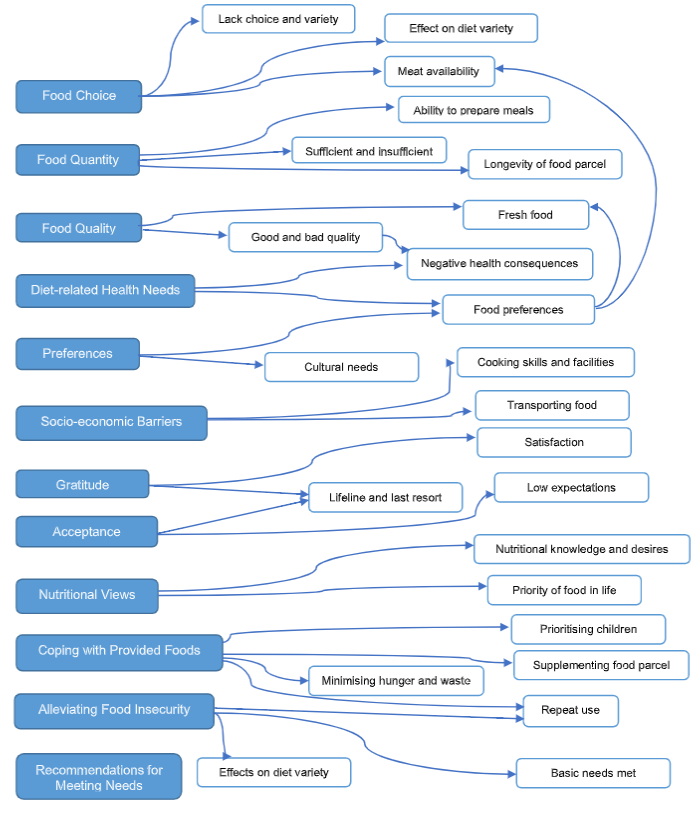 Lack choice and variety
Effect on diet variety
Meat availability
Food Choice
Ability to prepare meals
Sufficient and insufficient
Food Quantity
Longevity of food parcel
Fresh food
Food Quality
Good and bad quality
Negative health consequences
Diet-related Health Needs
Food preferences
Preferences
Cultural needs
Cooking skills and facilities
Transporting food
Socio-economic Barriers
Satisfaction
Gratitude
Low expectations
Lifeline and last resort
Acceptance
Nutritional knowledge and desires
Nutritional Views
Priority of food in life
Prioritising children
Coping with Provided Foods
Supplementing food parcel
Minimising hunger and waste
Alleviating Food Insecurity
Repeat use
Effects on diet variety
Basic needs met
Recommendations for
Meeting Needs